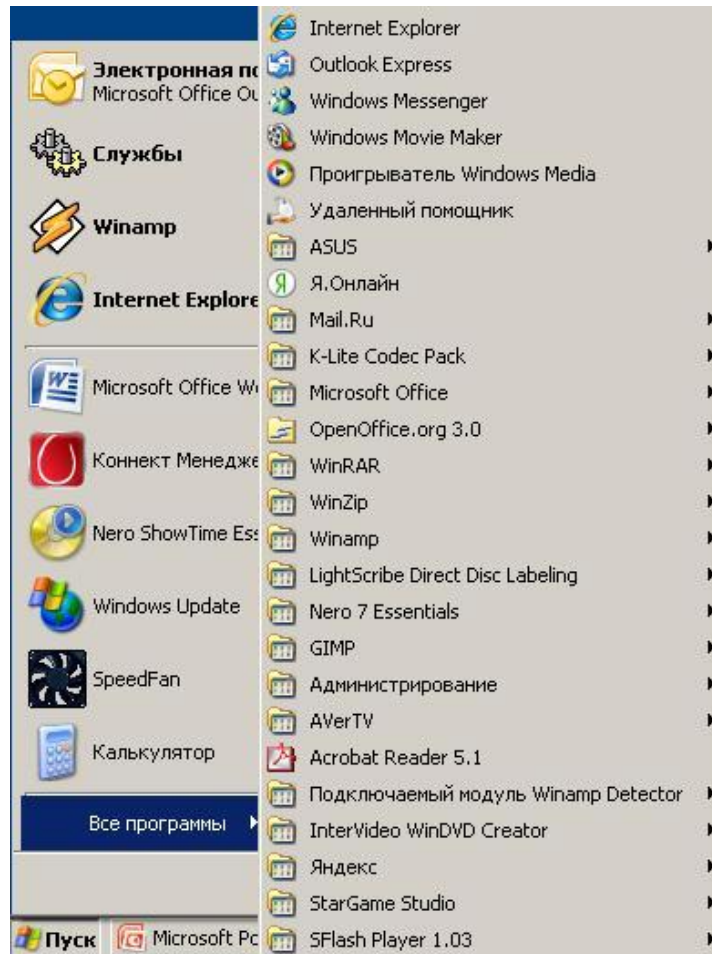 Электронная по
Microsoft Office Ou
Службы
Winamp
Internet Explore
Microsoft Office Wo
Коннект Менедже
Nero ShowTime Ess
Windows Update
SpeedFan
Калькулятор
Все программы
Пуск
Microsoft Po
Internet Explorer
Outlook Express
Windows Messenger
Windows Movie Maker
Проигрыватель Windows Media
Удаленный помощник
ASUS
Я.Онлайн
Mail.Ru
K-Lite Codec Pack
Microsoft Office
OpenOffice.org 3.0
WinRAR
WinZip
Winamp
LightScribe Direct Disc Labeling
Nero 7 Essentials
GIMP
Администрирование
AVerTV
Acrobat Reader 5.1
Подключаемый модуль Winamp Detector
InterVideo WinDVD Creator
Яндекс
StarGame Studio
SFlash Player 1.03